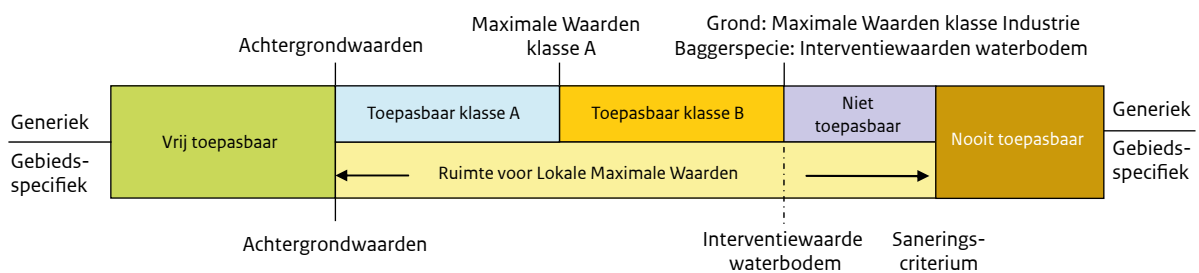 Maximale Waarden
klasse A
Grond: Maximale Waarden klasse Industrie
Baggerspecie: Interventiewaarden waterbodem
Achtergrondwaarden
Generiek
Gebieds-
specifiek
Vrij toepasbaar
Toepasbaar klasse A
Toepasbaar klasse B
Niet
toepasbaar
Nooit toepasbaar
Ruimte voor Lokale Maximale Waarden
Generiek
Gebieds-
specifiek
Achtergrondwaarden
Interventiewaarde
waterbodem
Sanerings-
criterium